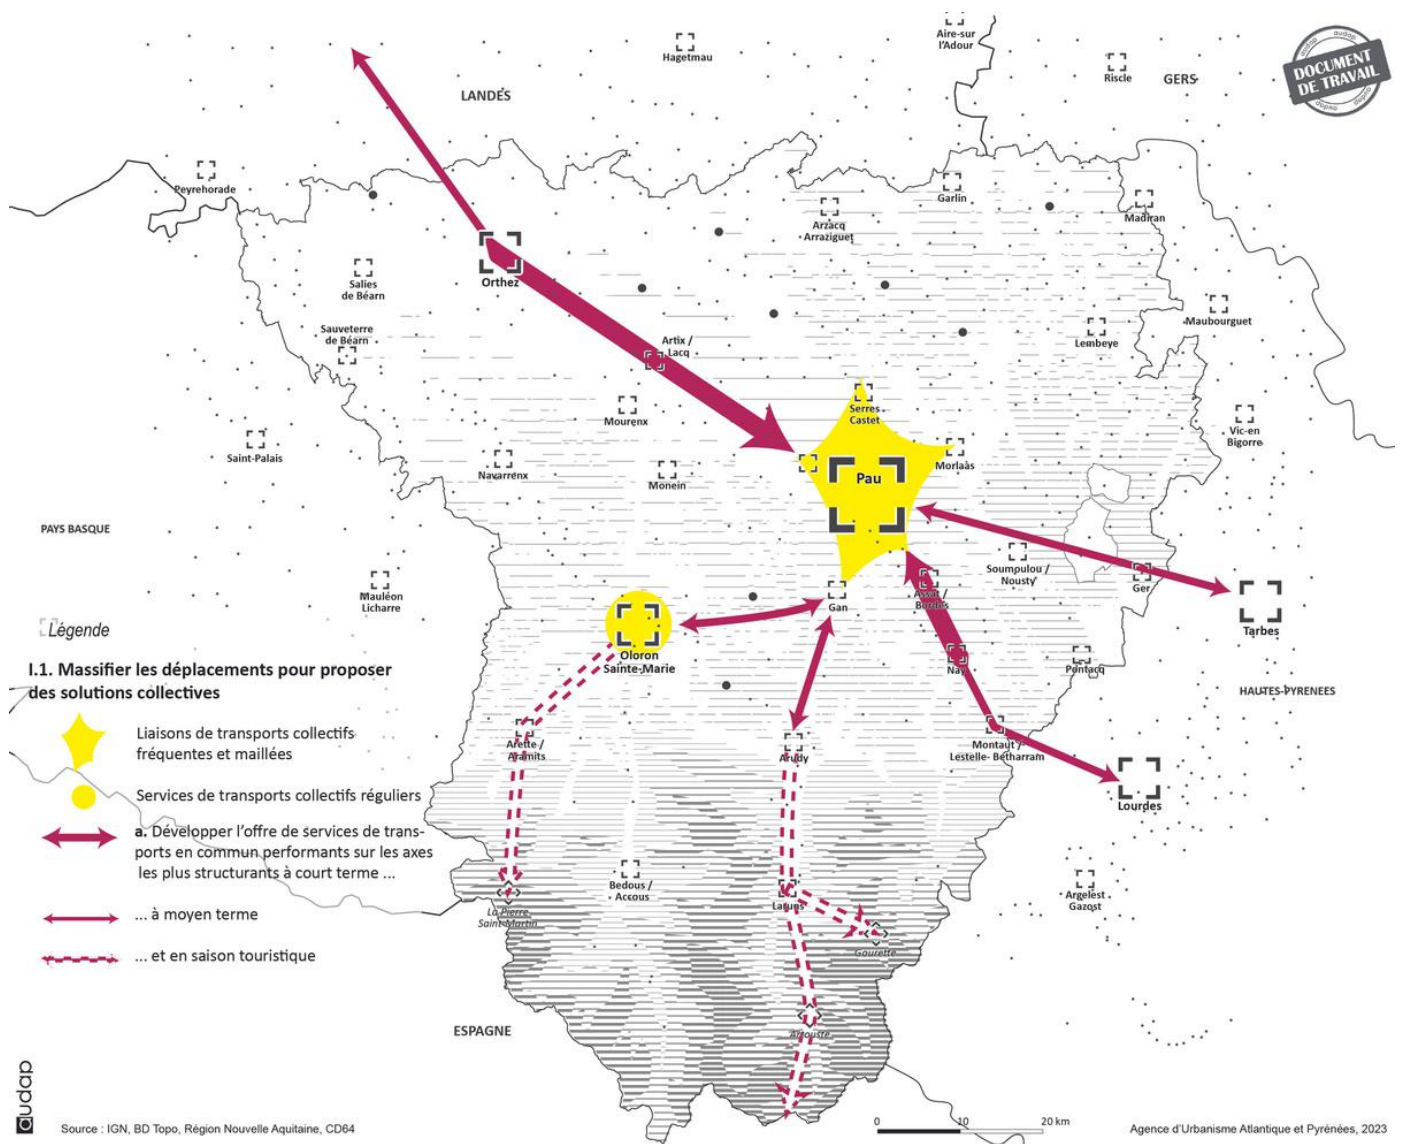 Aire-sur
l'Adour
Hagetmau
Riscle
GERS
audap
DOCUMENT
DE TRAVAIL
audap
LANDES
Peyrehorade
Garlin
Madiran
Arzacq
Arraziguet
Orthez
Salies
de Béarn
Maubourguet
Sauveterre
de Béarn
Artix /
Lacq
Lembeye
Mourenx
Serres
Castet
Vic-en
Bigorre
Saint-Palais
Navarrenx
Monein
Morlaàs
Pau
PAYS BASQUE
Soumoulou /
Nousty
Mauléon
Licharre
Gan
Assat /
Bordes
Ger
Tarbes
Légende
Oloron
Sainte-Marie
Nay
Pontacq
HAUTES-PYRENEES
I.1. Massifier les déplacements pour proposer
des solutions collectives
Liaisons de transports collectifs
fréquentes et maillées
Arette /
Aramits
Arudy
Montaut /
Lestelle- Bétharram
Services de transports collectifs réguliers
Lourdes
a. Développer l'offre de services de trans-
ports en commun performants sur les axes
les plus structurants à court terme ...
Bedous /
Accous
Laruns
Argelest
Gazost
... à moyen terme
La Pierre
Saint-Martin
Gourette
... et en saison touristique
ESPAGNE
Artouste
audap
Source : IGN, BD Topo, Région Nouvelle Aquitaine, CD64
0 10 20 km
Agence d'Urbanisme Atlantique et Pyrénées, 2023